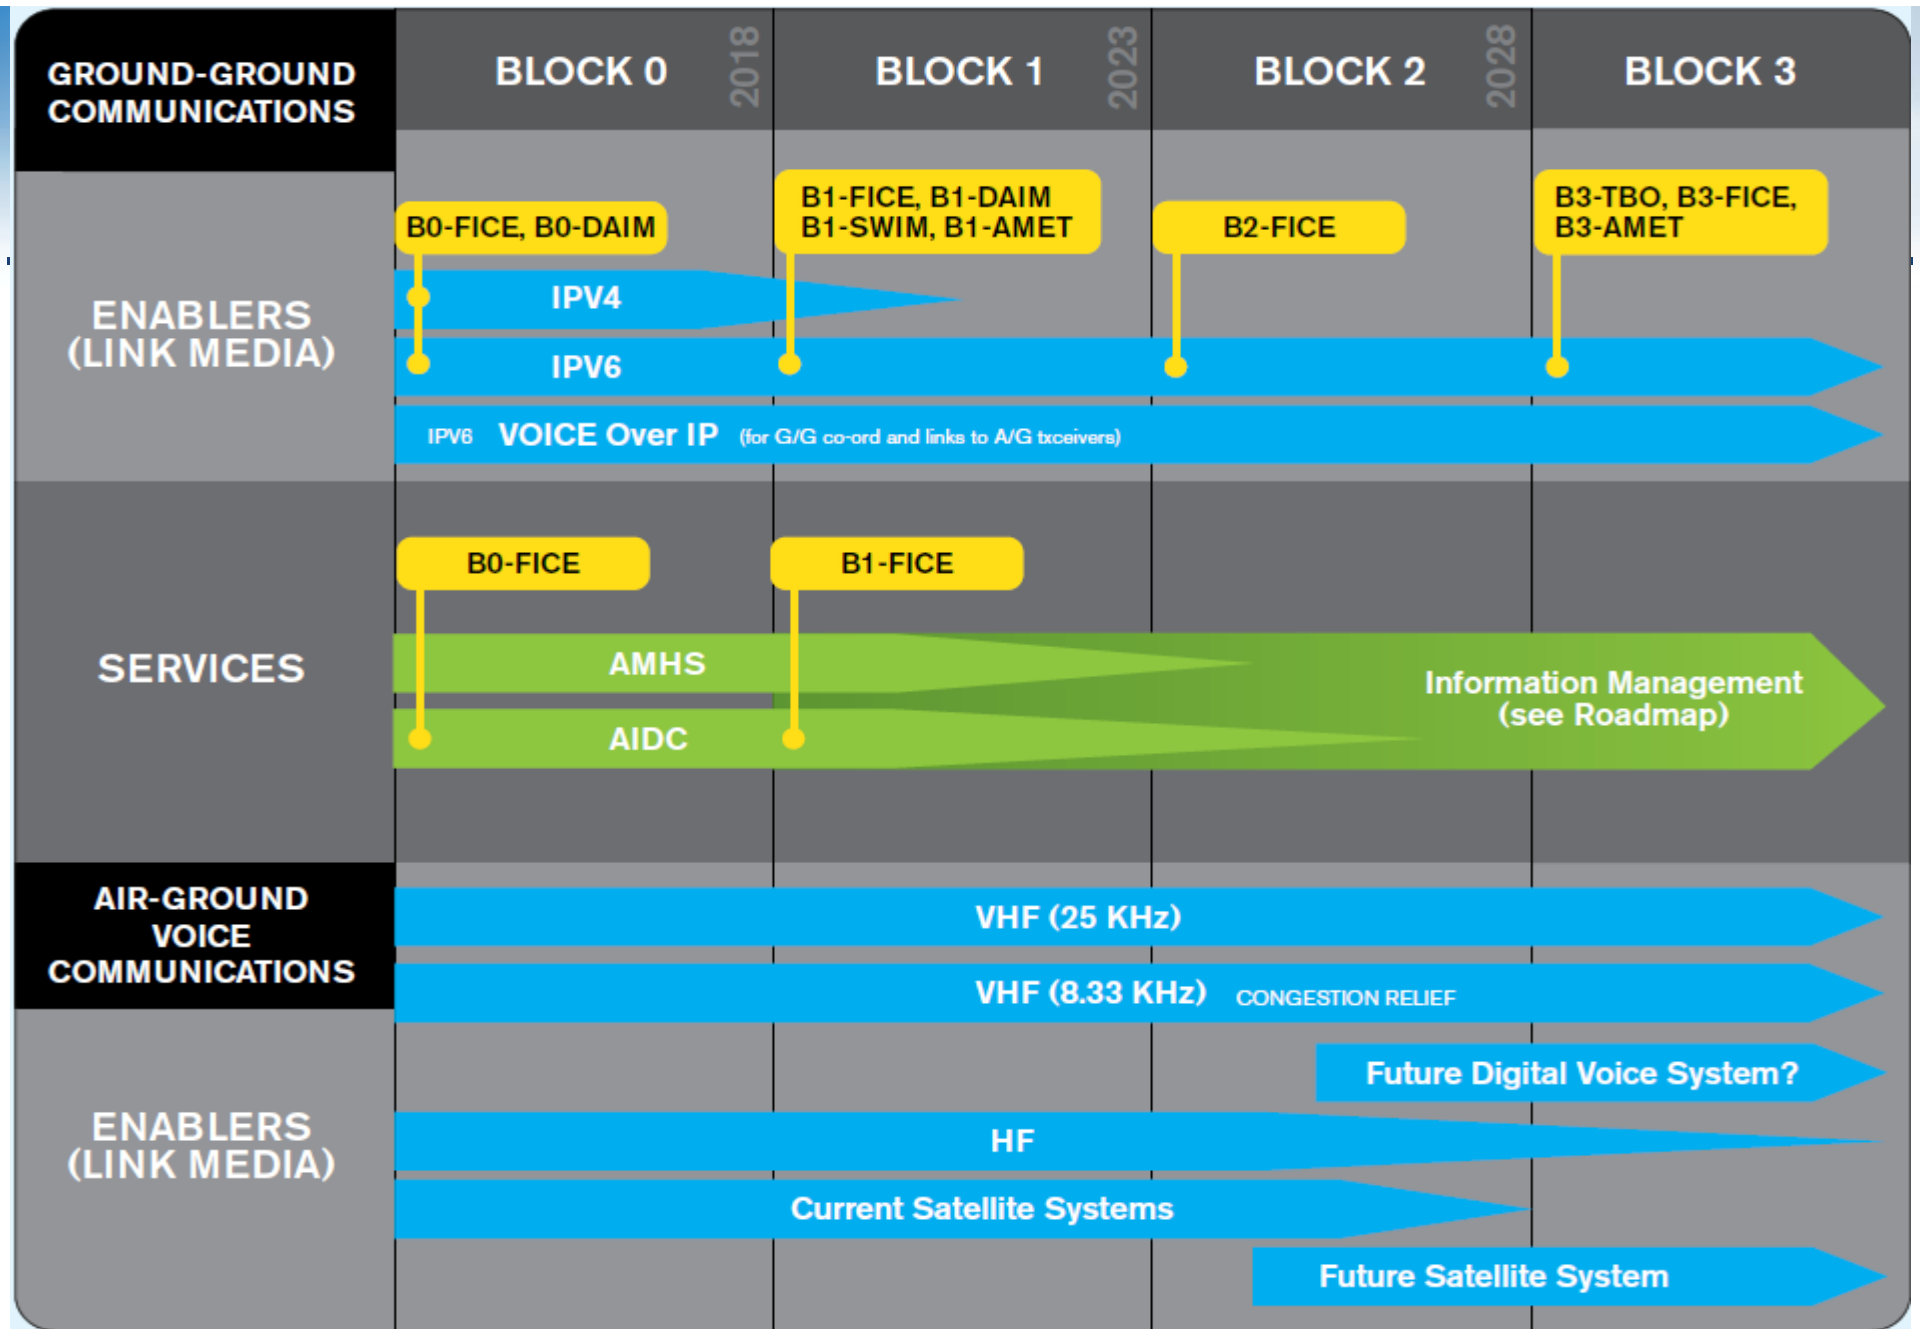 GROUND-GROUND
COMMUNICATIONS
BLOCK 0
2018
BLOCK 1
2023
BLOCK 2
2028
BLOCK 3
ENABLERS
(LINK MEDIA)
B0-FICE, B0-DAIM
B1-FICE, B1-DAIM
B1-SWIM, B1-AMET
B2-FICE
B3-TBO, B3-FICE,
B3-AMET
IPV4
IPV6
IPV6 VOICE Over IP (for G/G co-ord and links to A/G txceivers)
SERVICES
B0-FICE
B1-FICE
AMHS
AIDC
Information Management
(see Roadmap)
AIR-GROUND
VOICE
COMMUNICATIONS
VHF (25 KHz)
VHF (8.33 KHz) CONGESTION RELIEF
ENABLERS
(LINK MEDIA)
Future Digital Voice System?
HF
Current Satellite Systems
Future Satellite System